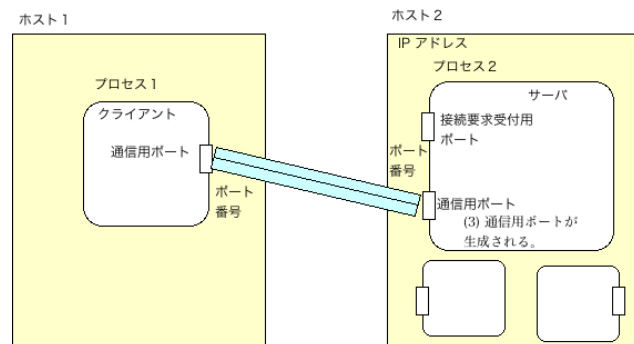 ホスト1
ホスト2
IP アドレス
プロセス1
プロセス2
クライアント
サーバ
通信用ポート
接続要求受付用
ポート
ポート
番号
ポート
番号
通信用ポート
(3) 通信用ポートが
生成される。